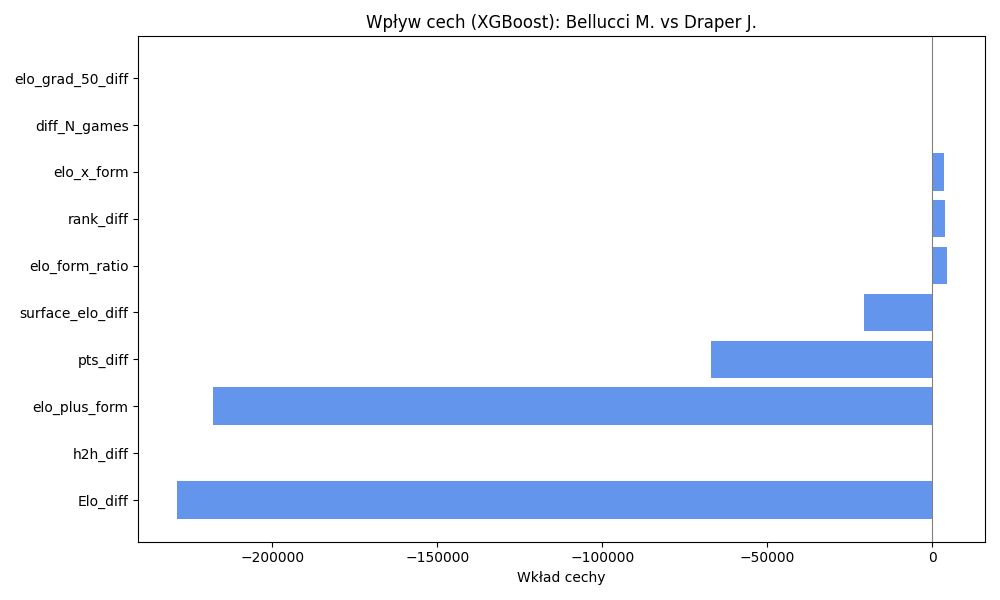 Wpływ cech (XGBoost): Bellucci M. vs Draper J.
elo_grad_50_diff
diff_N_games
elo_x_form
rank_diff
elo_form_ratio
surface_elo_diff
pts_diff
elo_plus_form
h2h_diff
Elo_diff
−200000 −150000 −100000 −50000 0
Wkład cechy